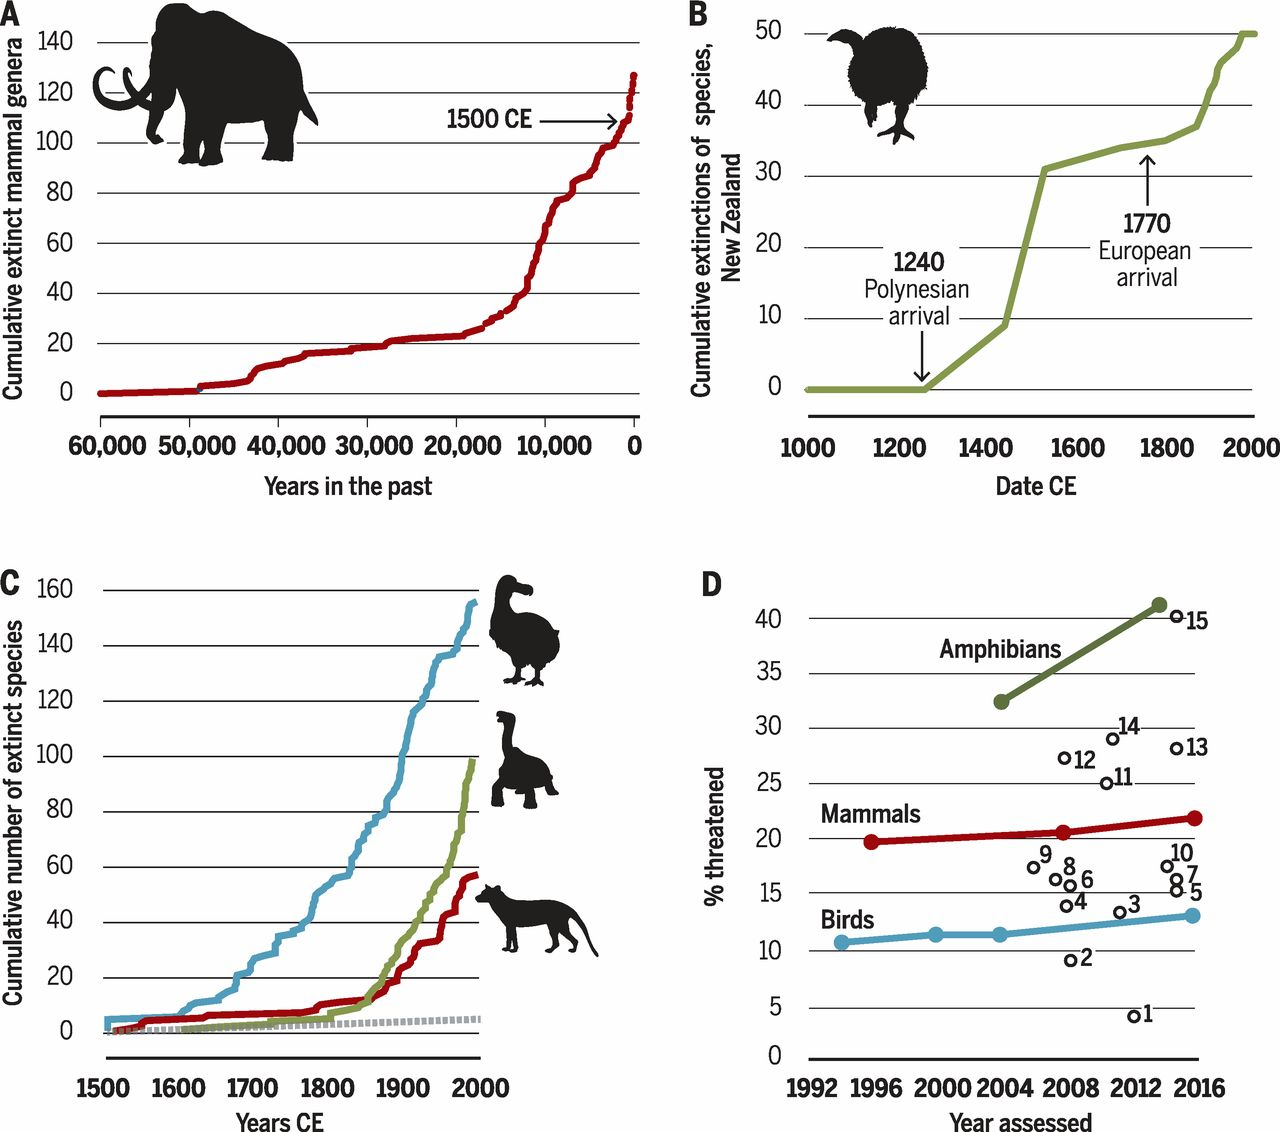 A
Cumulative extinct mammal genera
140
120
100
80
60
40
20
0
1500 CE
60,000 50,000 40,000 30,000 20,000 10,000 0
Years in the past
B
Cumulative extinctions of species,
New Zealand
50
40
30
20
10
0
1240
Polynesian
arrival
1770
European
arrival
1000 1200 1400 1600 1800 2000
Date CE
C
Cumulative number of extinct species
160
140
120
100
80
60
40
20
0
1500 1600 1700 1800 1900 2000
Years CE
D
% threatened
40
35
30
25
20
15
10
5
0
Amphibians
15
14
13
12
11
Mammals
10
9
8
7
6
5
4
3
Birds
2
1
1992 1996 2000 2004 2008 2012 2016
Year assessed